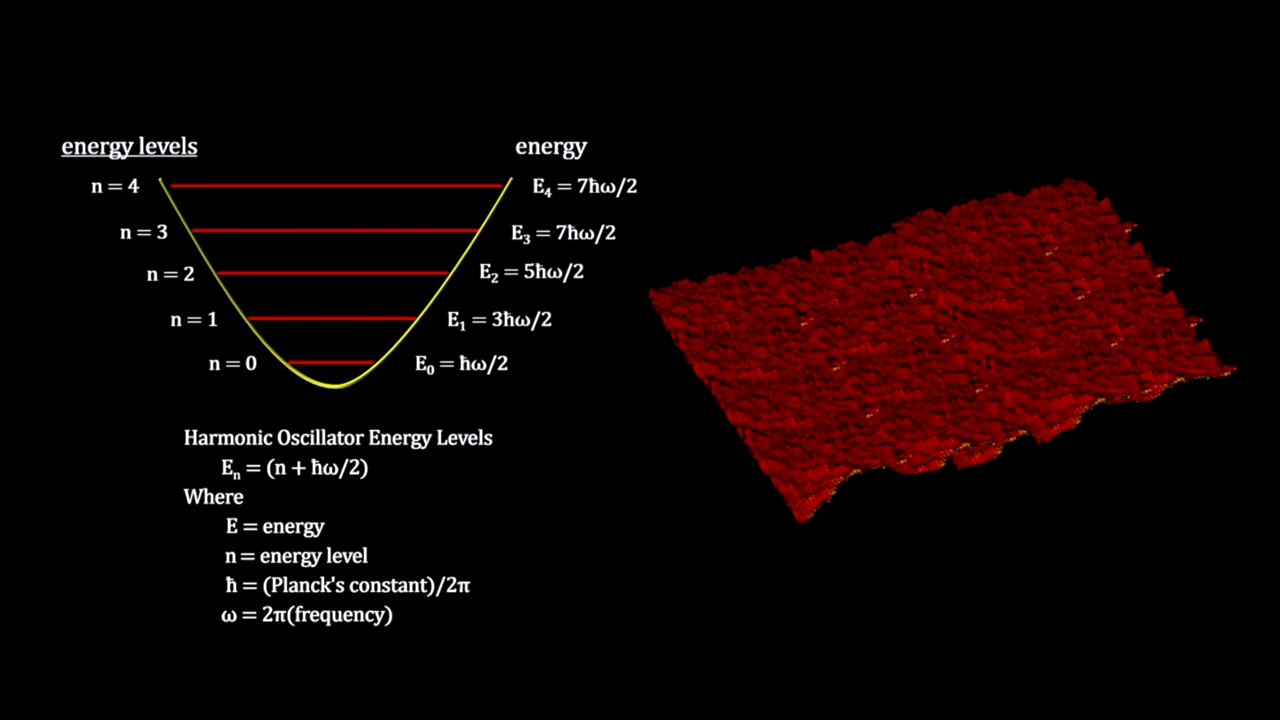 energy levels energy
n = 4 E₄ = 7ħω/2
n = 3 E₃ = 7ħω/2
n = 2 E₂ = 5ħω/2
n = 1 E₁ = 3ħω/2
n = 0 E₀ = ħω/2
Harmonic Oscillator Energy Levels
Eₙ = (n + ħω/2)
Where
E = energy
n = energy level
ħ = (Planck's constant)/2π
ω = 2π(frequency)